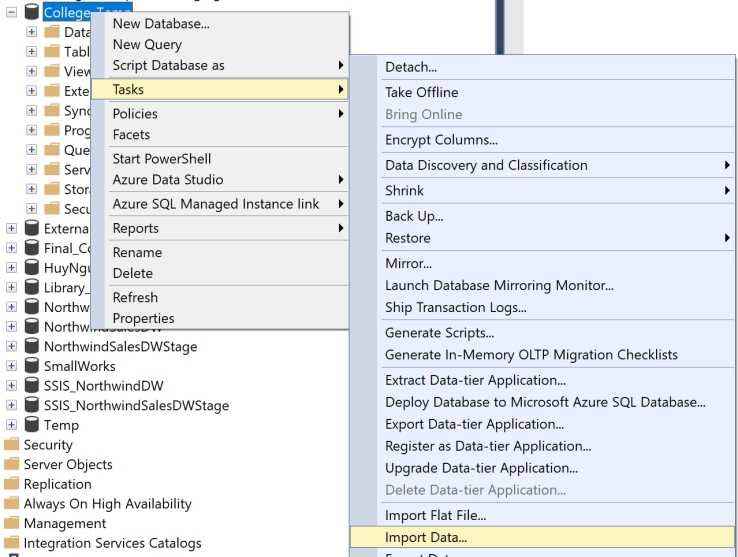 College_Temp
Data
Tabl
View
Exte
Sync
Prog
Que
Serv
Stor
Secu
Externa
Final_Co
HuyNgu
Library_
Northw
NorthwindSalesDW
NorthwindSalesDWStage
SmallWorks
SSIS_NorthwindDW
SSIS_NorthwindSalesDWStage
Temp
Security
Server Objects
Replication
Always On High Availability
Management
Integration Services Catalogs
New Database...
New Query
Script Database as
Tasks
Policies
Facets
Start PowerShell
Azure Data Studio
Azure SQL Managed Instance link
Reports
Rename
Delete
Refresh
Properties
Detach...
Take Offline
Bring Online
Encrypt Columns...
Data Discovery and Classification
Shrink
Back Up...
Restore
Mirror...
Launch Database Mirroring Monitor...
Ship Transaction Logs...
Generate Scripts...
Generate In-Memory OLTP Migration Checklists
Extract Data-tier Application...
Deploy Database to Microsoft Azure SQL Database...
Export Data-tier Application...
Register as Data-tier Application...
Upgrade Data-tier Application...
Delete Data-tier Application...
Import Flat File...
Import Data...